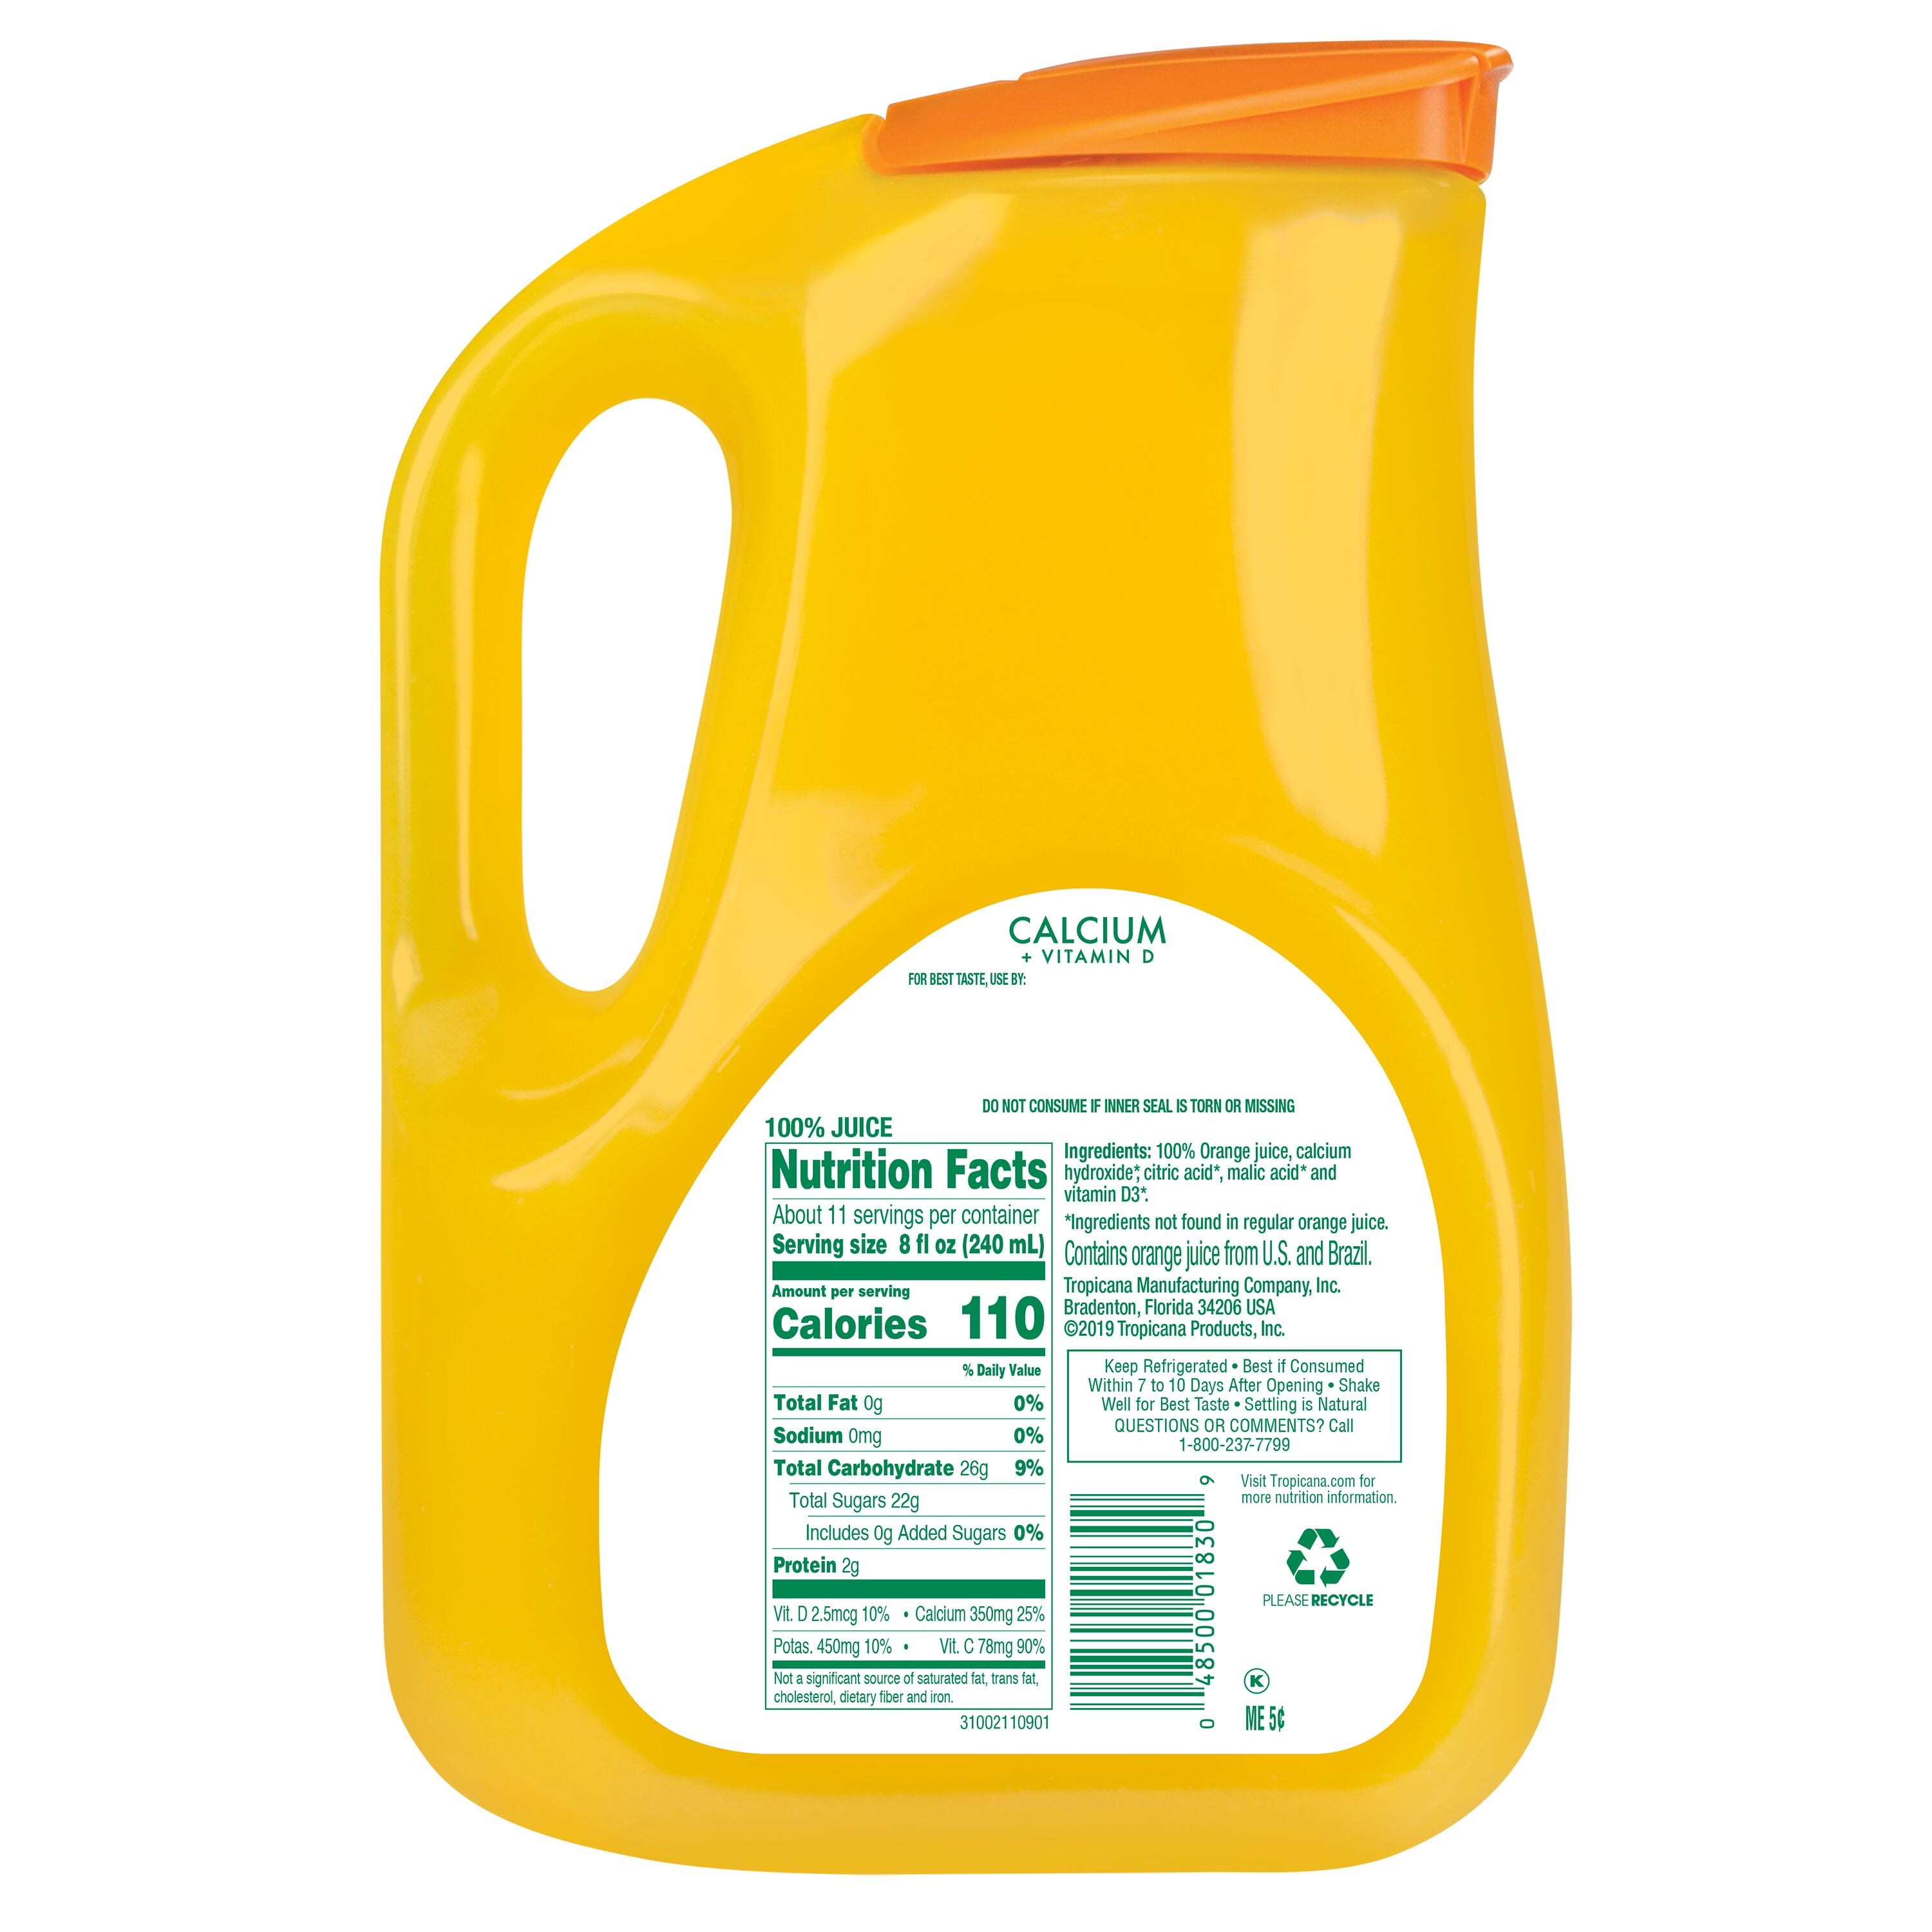 CALCIUM
+ VITAMIN D
FOR BEST TASTE, USE BY:
DO NOT CONSUME IF INNER SEAL IS TORN OR MISSING
100% JUICE
Nutrition Facts
About 11 servings per container
Serving size 8 fl oz (240 mL)
Amount per serving
Calories 110
% Daily Value
Total Fat 0g 0%
Sodium 0mg 0%
Total Carbohydrate 26g 9%
Total Sugars 22g
Includes 0g Added Sugars 0%
Protein 2g
Vit. D 2.5mcg 10% • Calcium 350mg 25%
Potas. 450mg 10% • Vit. C 78mg 90%
Not a significant source of saturated fat, trans fat,
cholesterol, dietary fiber and iron.
31002110901
Ingredients: 100% Orange juice, calcium
hydroxide*, citric acid*, malic acid* and
vitamin D3*.
*Ingredients not found in regular orange juice.
Contains orange juice from U.S. and Brazil.
Tropicana Manufacturing Company, Inc.
Bradenton, Florida 34206 USA
©2019 Tropicana Products, Inc.
Keep Refrigerated • Best if Consumed
Within 7 to 10 Days After Opening • Shake
Well for Best Taste • Settling is Natural
QUESTIONS OR COMMENTS? Call
1-800-237-7799
0 48500 01830 9
Visit Tropicana.com for
more nutrition information.
PLEASE RECYCLE
K
ME 5¢